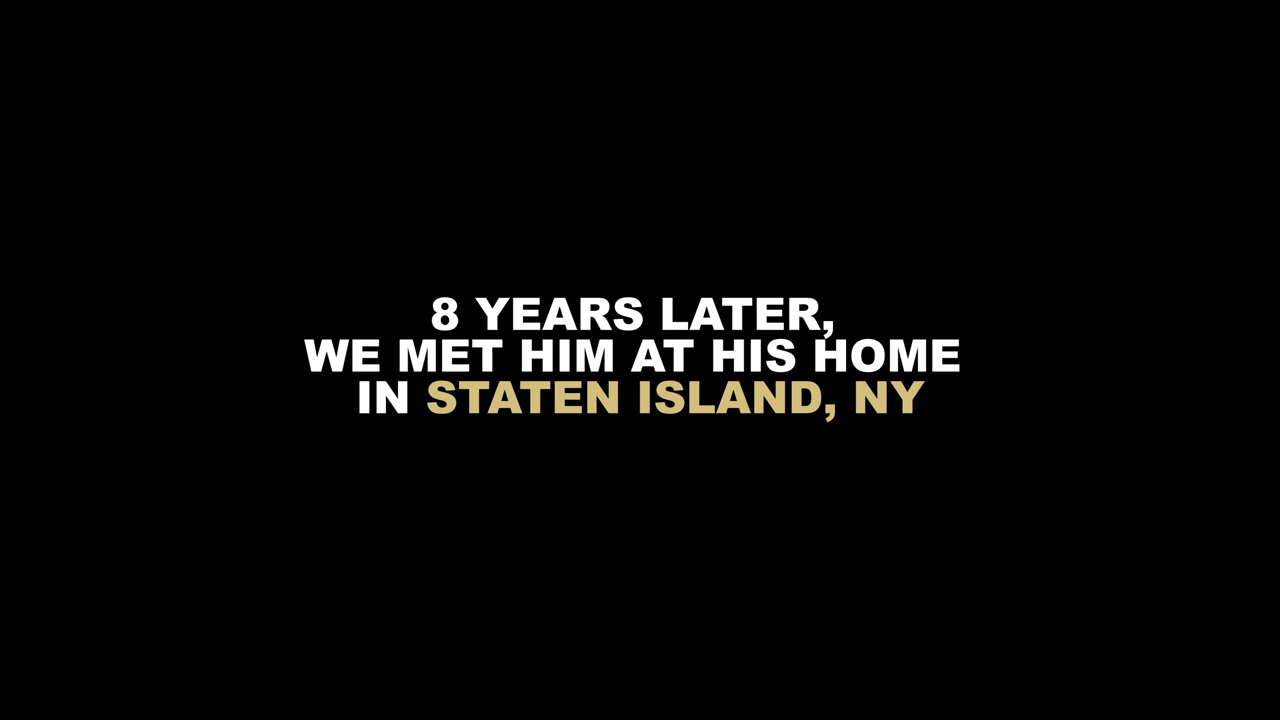 8 YEARS LATER,
WE MET HIM AT HIS HOME
IN STATEN ISLAND, NY